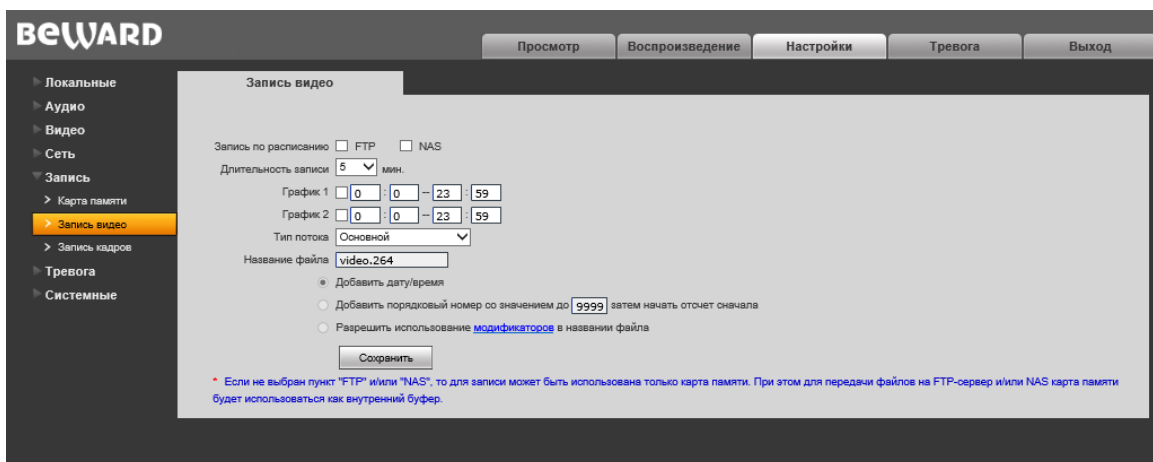 BEWARD
Просмотр Воспроизведение Настройки Тревога Выход
Локальные
Аудио
Видео
Сеть
Запись
Карта памяти
Запись видео
Запись кадров
Тревога
Системные
Запись видео
Запись по расписанию FTP NAS
Длительность записи 5 мин.
График 1 0 : 0 – 23 : 59
График 2 0 : 0 – 23 : 59
Тип потока Основной
Название файла video.264
Добавить дату/время
Добавить порядковый номер со значением до 9999 затем начать отсчет сначала
Разрешить использование модификаторов в названии файла
Сохранить
* Если не выбран пункт "FTP" и/или "NAS", то для записи может быть использована только карта памяти. При этом для передачи файлов на FTP-сервер и/или NAS карта памяти
будет использоваться как внутренний буфер.